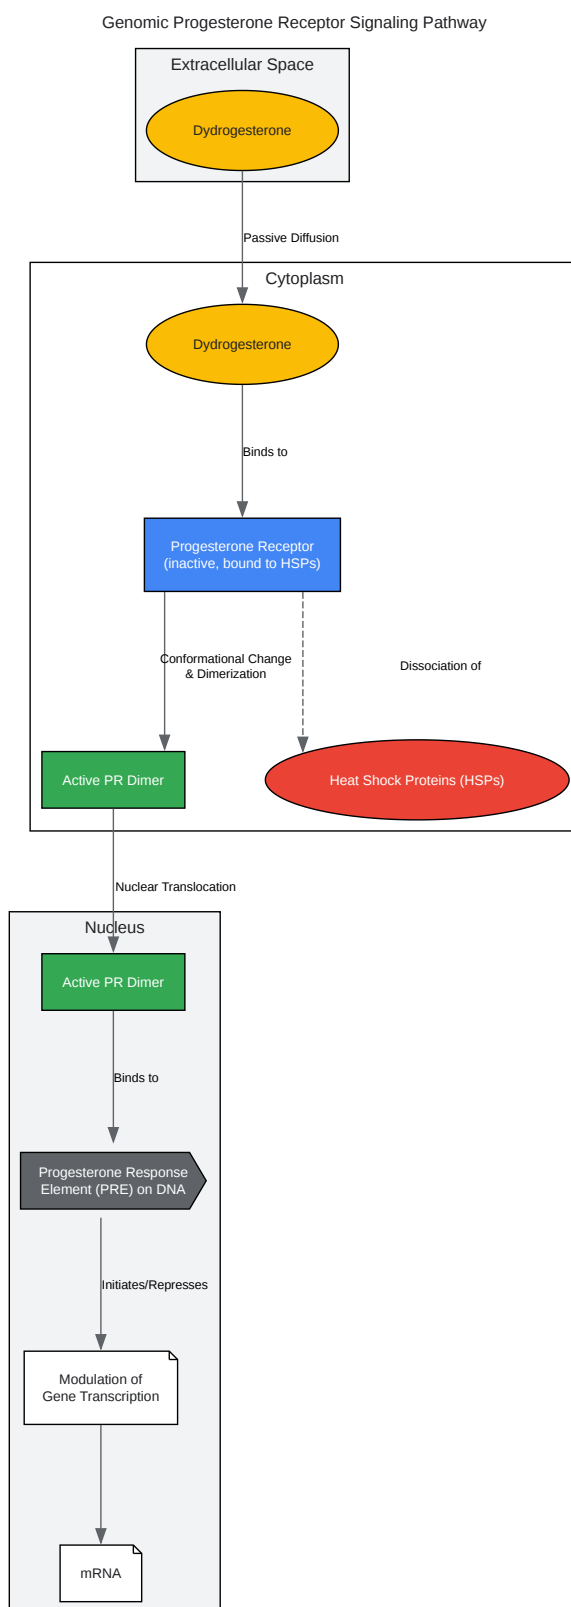 Genomic Progesterone Receptor Signaling Pathway
Extracellular Space
Dydrogesterone
Passive Diffusion
Cytoplasm
Dydrogesterone
Binds to
Progesterone Receptor
(inactive, bound to HSPs)
Conformational Change
& Dimerization
Dissociation of
Active PR Dimer
Heat Shock Proteins (HSPs)
Nuclear Translocation
Nucleus
Active PR Dimer
Binds to
Progesterone Response
Element (PRE) on DNA
Initiates/Represses
Modulation of
Gene Transcription
mRNA